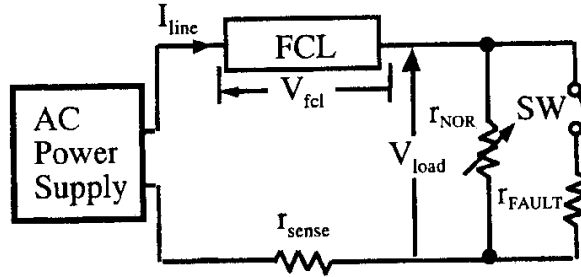 I_line
FCL
V_fcl
AC
Power
Supply
r_NOR
SW
V_load
r_FAULT
r_sense